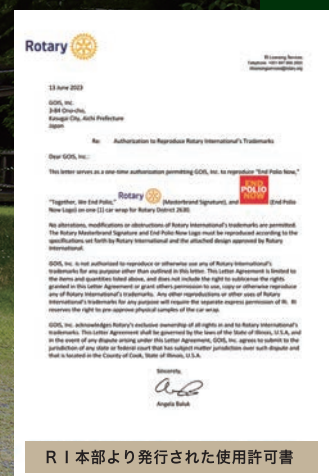 Rotary
RI Licensing Services
13 June 2023
GOIS, Inc.
3-84 Ono-cho,
Kasugai City, Aichi Prefecture
Japan
Re: Authorization to Reproduce Rotary International's Trademarks
Dear GOIS, Inc.:
This letter serves as a one-time authorization permitting GOIS, Inc. to reproduce "End Polio Now,"
END
POLIO
NOW
"Together, We End Polio," Rotary (Masterbrand Signature), and (End Polio
Now Logo) on one (1) car wrap for Rotary District 2630.
No alterations, modifications or obstructions of Rotary International's trademarks are permitted.
The Rotary Masterbrand Signature and End Polio Now Logo must be reproduced according to the
specifications set forth by Rotary International and the attached design approved by Rotary
International.
GOIS, Inc. is not authorized to reproduce or otherwise use any of Rotary International's
trademarks for any purpose other than outlined in this letter. This Letter Agreement is limited to
the items and quantities listed above, and does not include the right to sublicense the rights
granted in this Letter Agreement or grant others permission to use, copy or otherwise reproduce
any of Rotary International's trademarks. Any other reproductions or other uses of Rotary
International's trademarks for any purpose will require the separate express permission of RI. RI
reserves the right to pre-approve physical samples of the car wrap.
GOIS, Inc. acknowledges Rotary's exclusive ownership of all rights in and to Rotary International's
trademarks. This Letter Agreement shall be governed by the laws of the State of Illinois, U.S.A, and
in the event of any dispute arising under this Letter Agreement, GOIS, Inc. agrees to submit to the
jurisdiction of any state or federal court that has subject matter jurisdiction over such dispute and
that is located in the County of Cook, State of Illinois, U.S.A.
Sincerely,
Angela Baluk
ＲＩ本部より発行された使用許可書